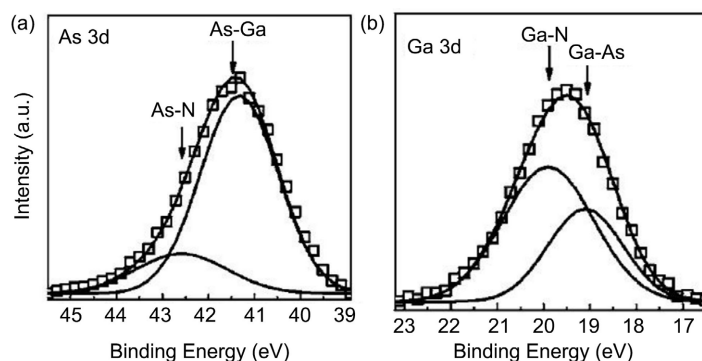 (a)
As 3d
As-Ga
As-N
Intensity (a.u.)
45 44 43 42 41 40 39
Binding Energy (eV)
(b)
Ga 3d
Ga-N
Ga-As
23 22 21 20 19 18 17
Binding Energy (eV)